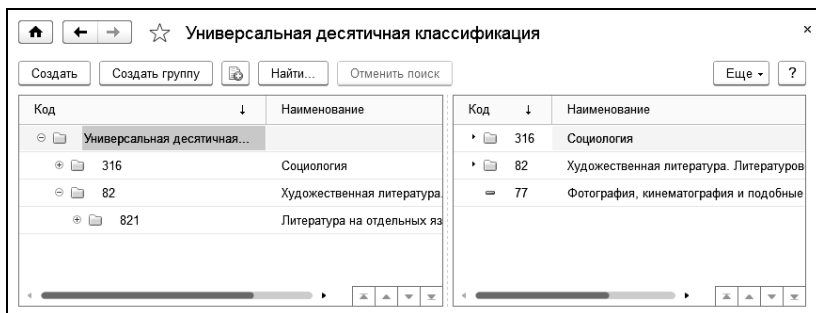 Универсальная десятичная классификация
Создать Создать группу Найти... Отменить поиск Еще ?
Код Наименование
Универсальная десятичная...
316 Социология
82 Художественная литература.
821 Литература на отдельных яз
Код Наименование
316 Социология
82 Художественная литература. Литературов
77 Фотография, кинематография и подобные